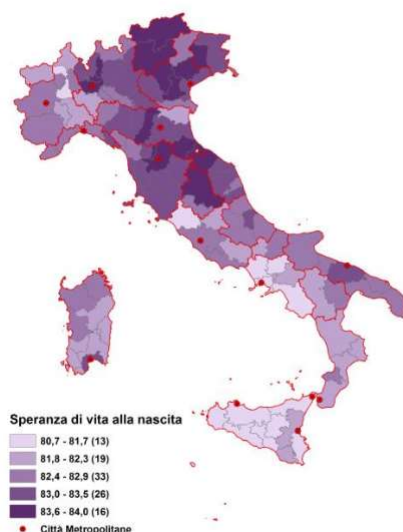 Speranza di vita alla nascita
80,7 - 81,7 (13)
81,8 - 82,3 (19)
82,4 - 82,9 (33)
83,0 - 83,5 (26)
83,6 - 84,0 (16)
Città Metropolitane